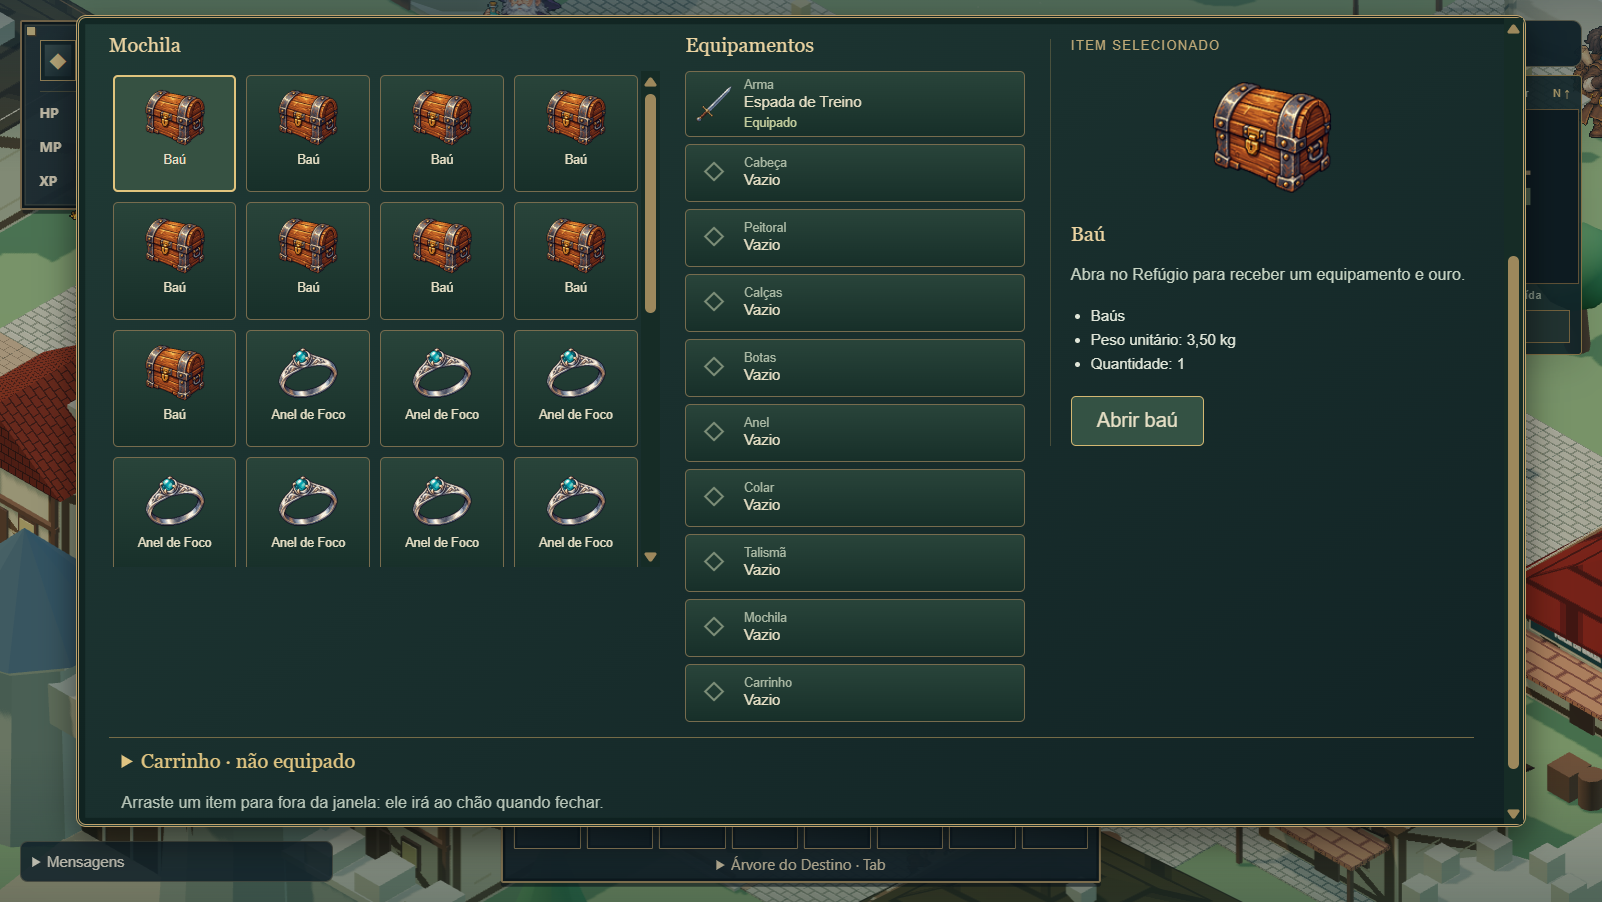 Mochila
Baú
Baú
Baú
Baú
Baú
Baú
Baú
Baú
Baú
Anel de Foco
Anel de Foco
Anel de Foco
Anel de Foco
Anel de Foco
Anel de Foco
Anel de Foco
Equipamentos
Arma
Espada de Treino
Equipado
Cabeça
Vazio
Peitoral
Vazio
Calças
Vazio
Botas
Vazio
Anel
Vazio
Colar
Vazio
Talismã
Vazio
Mochila
Vazio
Carrinho
Vazio
ITEM SELECIONADO
Baú
Abra no Refúgio para receber um equipamento e ouro.
Baús
Peso unitário: 3,50 kg
Quantidade: 1
Abrir baú
Carrinho · não equipado
Arraste um item para fora da janela: ele irá ao chão quando fechar.
HP
MP
XP
N ↑
Mensagens
Árvore do Destino · Tab